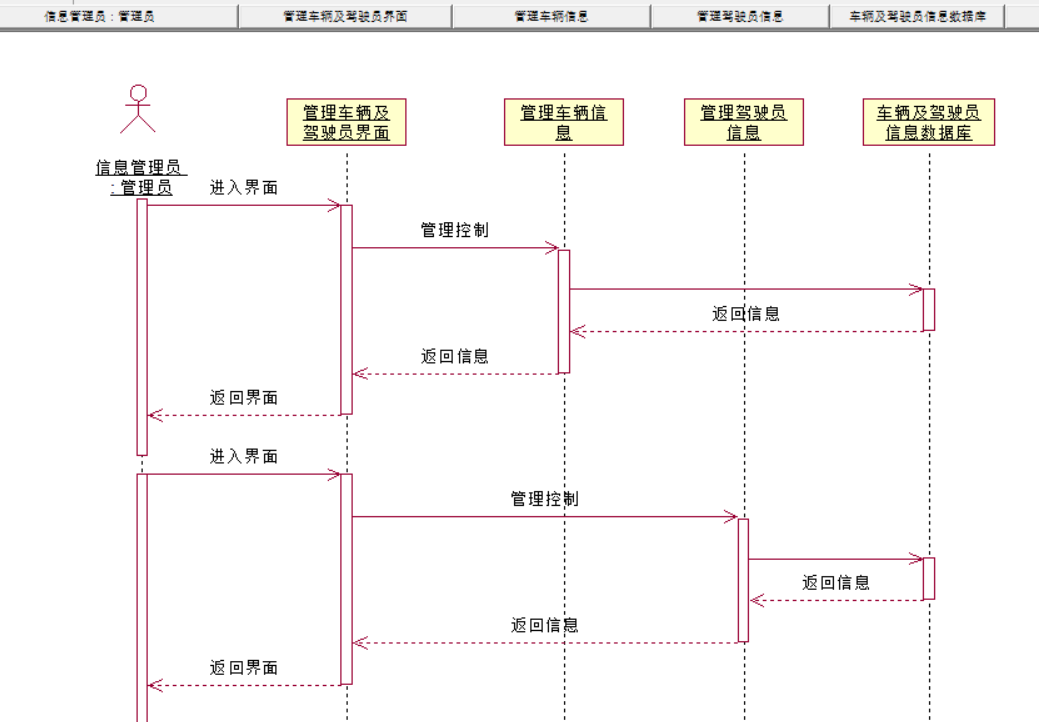 信息管理员：管理员
管理车辆及驾驶员界面
管理车辆信息
管理驾驶员信息
车辆及驾驶员信息数据库
管理车辆及
驾驶员界面
管理车辆信
息
管理驾驶员
信息
车辆及驾驶员
信息数据库
信息管理员
: 管理员
进入界面
管理控制
返回信息
返回信息
返回界面
进入界面
管理控制
返回信息
返回信息
返回界面